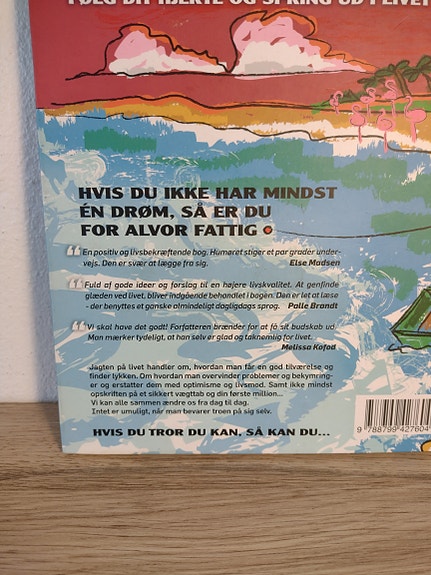 FØLG DIT HJERTE OG SPRING UD I LIVET
HVIS DU IKKE HAR MINDST
ÉN DRØM, SÅ ER DU
FOR ALVOR FATTIG
“En positiv og livsbekræftende bog. Humøret stiger et par grader under-
vejs. Den er svær at lægge fra sig. Else Madsen
“Fuld af gode ideer og forslag til en højere livskvalitet. At genfinde
glæden ved livet, bliver indgående behandlet i bogen. Den er let at læse
- der benyttes et ganske almindeligt dagligdags sprog. Palle Brandt
“Vi skal have det godt! Forfatteren brænder for at få sit budskab ud.
Man mærker tydeligt, at han selv er glad og taknemlig for livet.
Melissa Kofod
Jagten på livet handler om, hvordan man får en god tilværelse og
finder lykken. Om hvordan man overvinder problemer og bekymring-
er og erstatter dem med optimisme og livsmod. Samt ikke mindst
opskriften på et sikkert vægttab og din første million...
Vi kan alle sammen ændre os fra dag til dag.
Intet er umuligt, når man bevarer troen på sig selv.
HVIS DU TROR DU KAN, SÅ KAN DU...
9 788799 427604